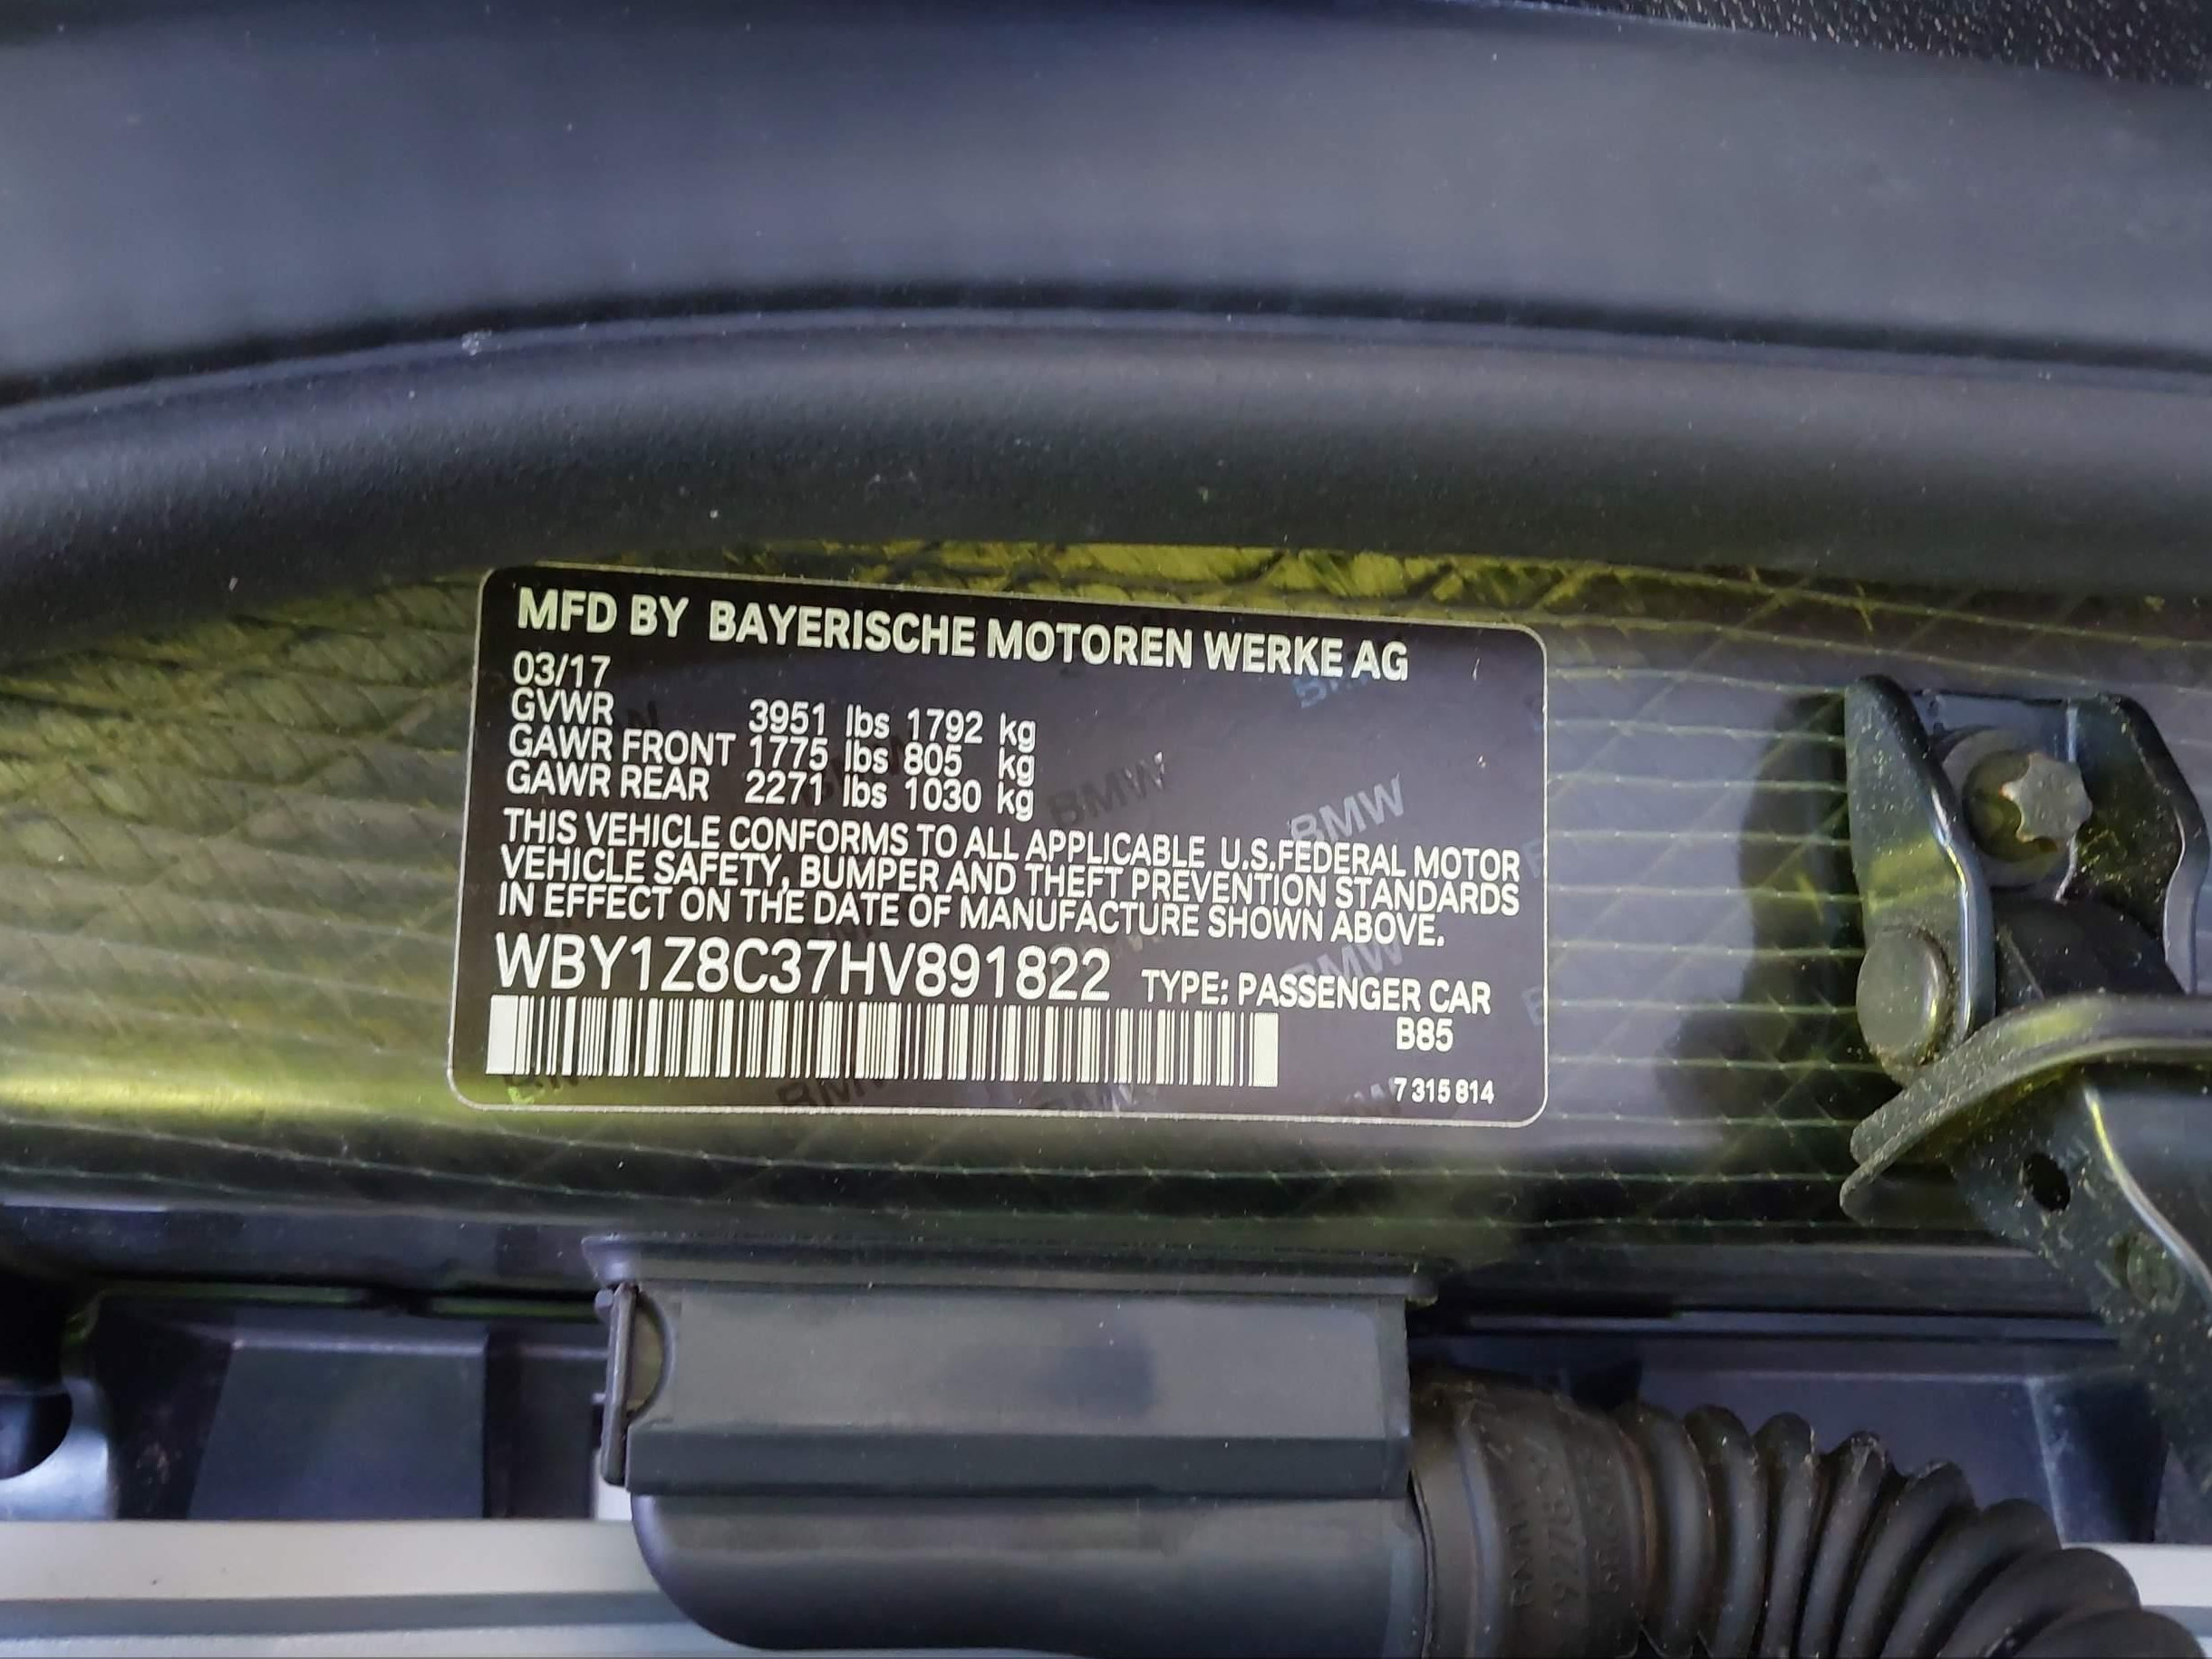 MFD BY BAYERISCHE MOTOREN WERKE AG
03/17
GVWR 3951 lbs 1792 kg
GAWR FRONT 1775 lbs 805 kg
GAWR REAR 2271 lbs 1030 kg
THIS VEHICLE CONFORMS TO ALL APPLICABLE U.S.FEDERAL MOTOR
VEHICLE SAFETY, BUMPER AND THEFT PREVENTION STANDARDS
IN EFFECT ON THE DATE OF MANUFACTURE SHOWN ABOVE.
WBY1Z8C37HV891822 TYPE: PASSENGER CAR
B85
7 315 814